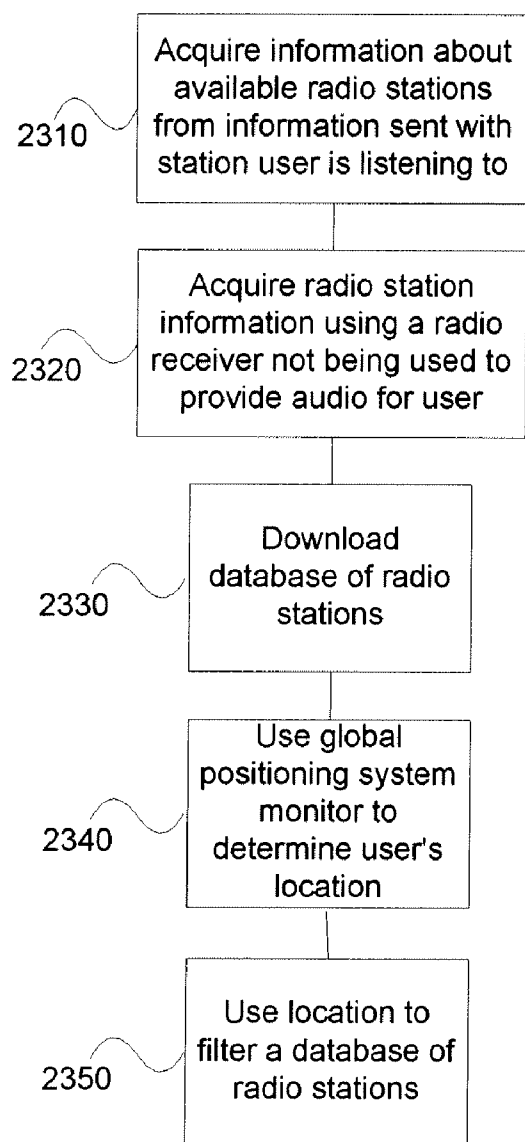 Acquire information about
available radio stations
from information sent with
station user is listening to
2310
Acquire radio station
information using a radio
receiver not being used to
provide audio for user
2320
Download
database of radio
stations
2330
Use global
positioning system
monitor to
determine user's
location
2340
Use location to
filter a database of
radio stations
2350